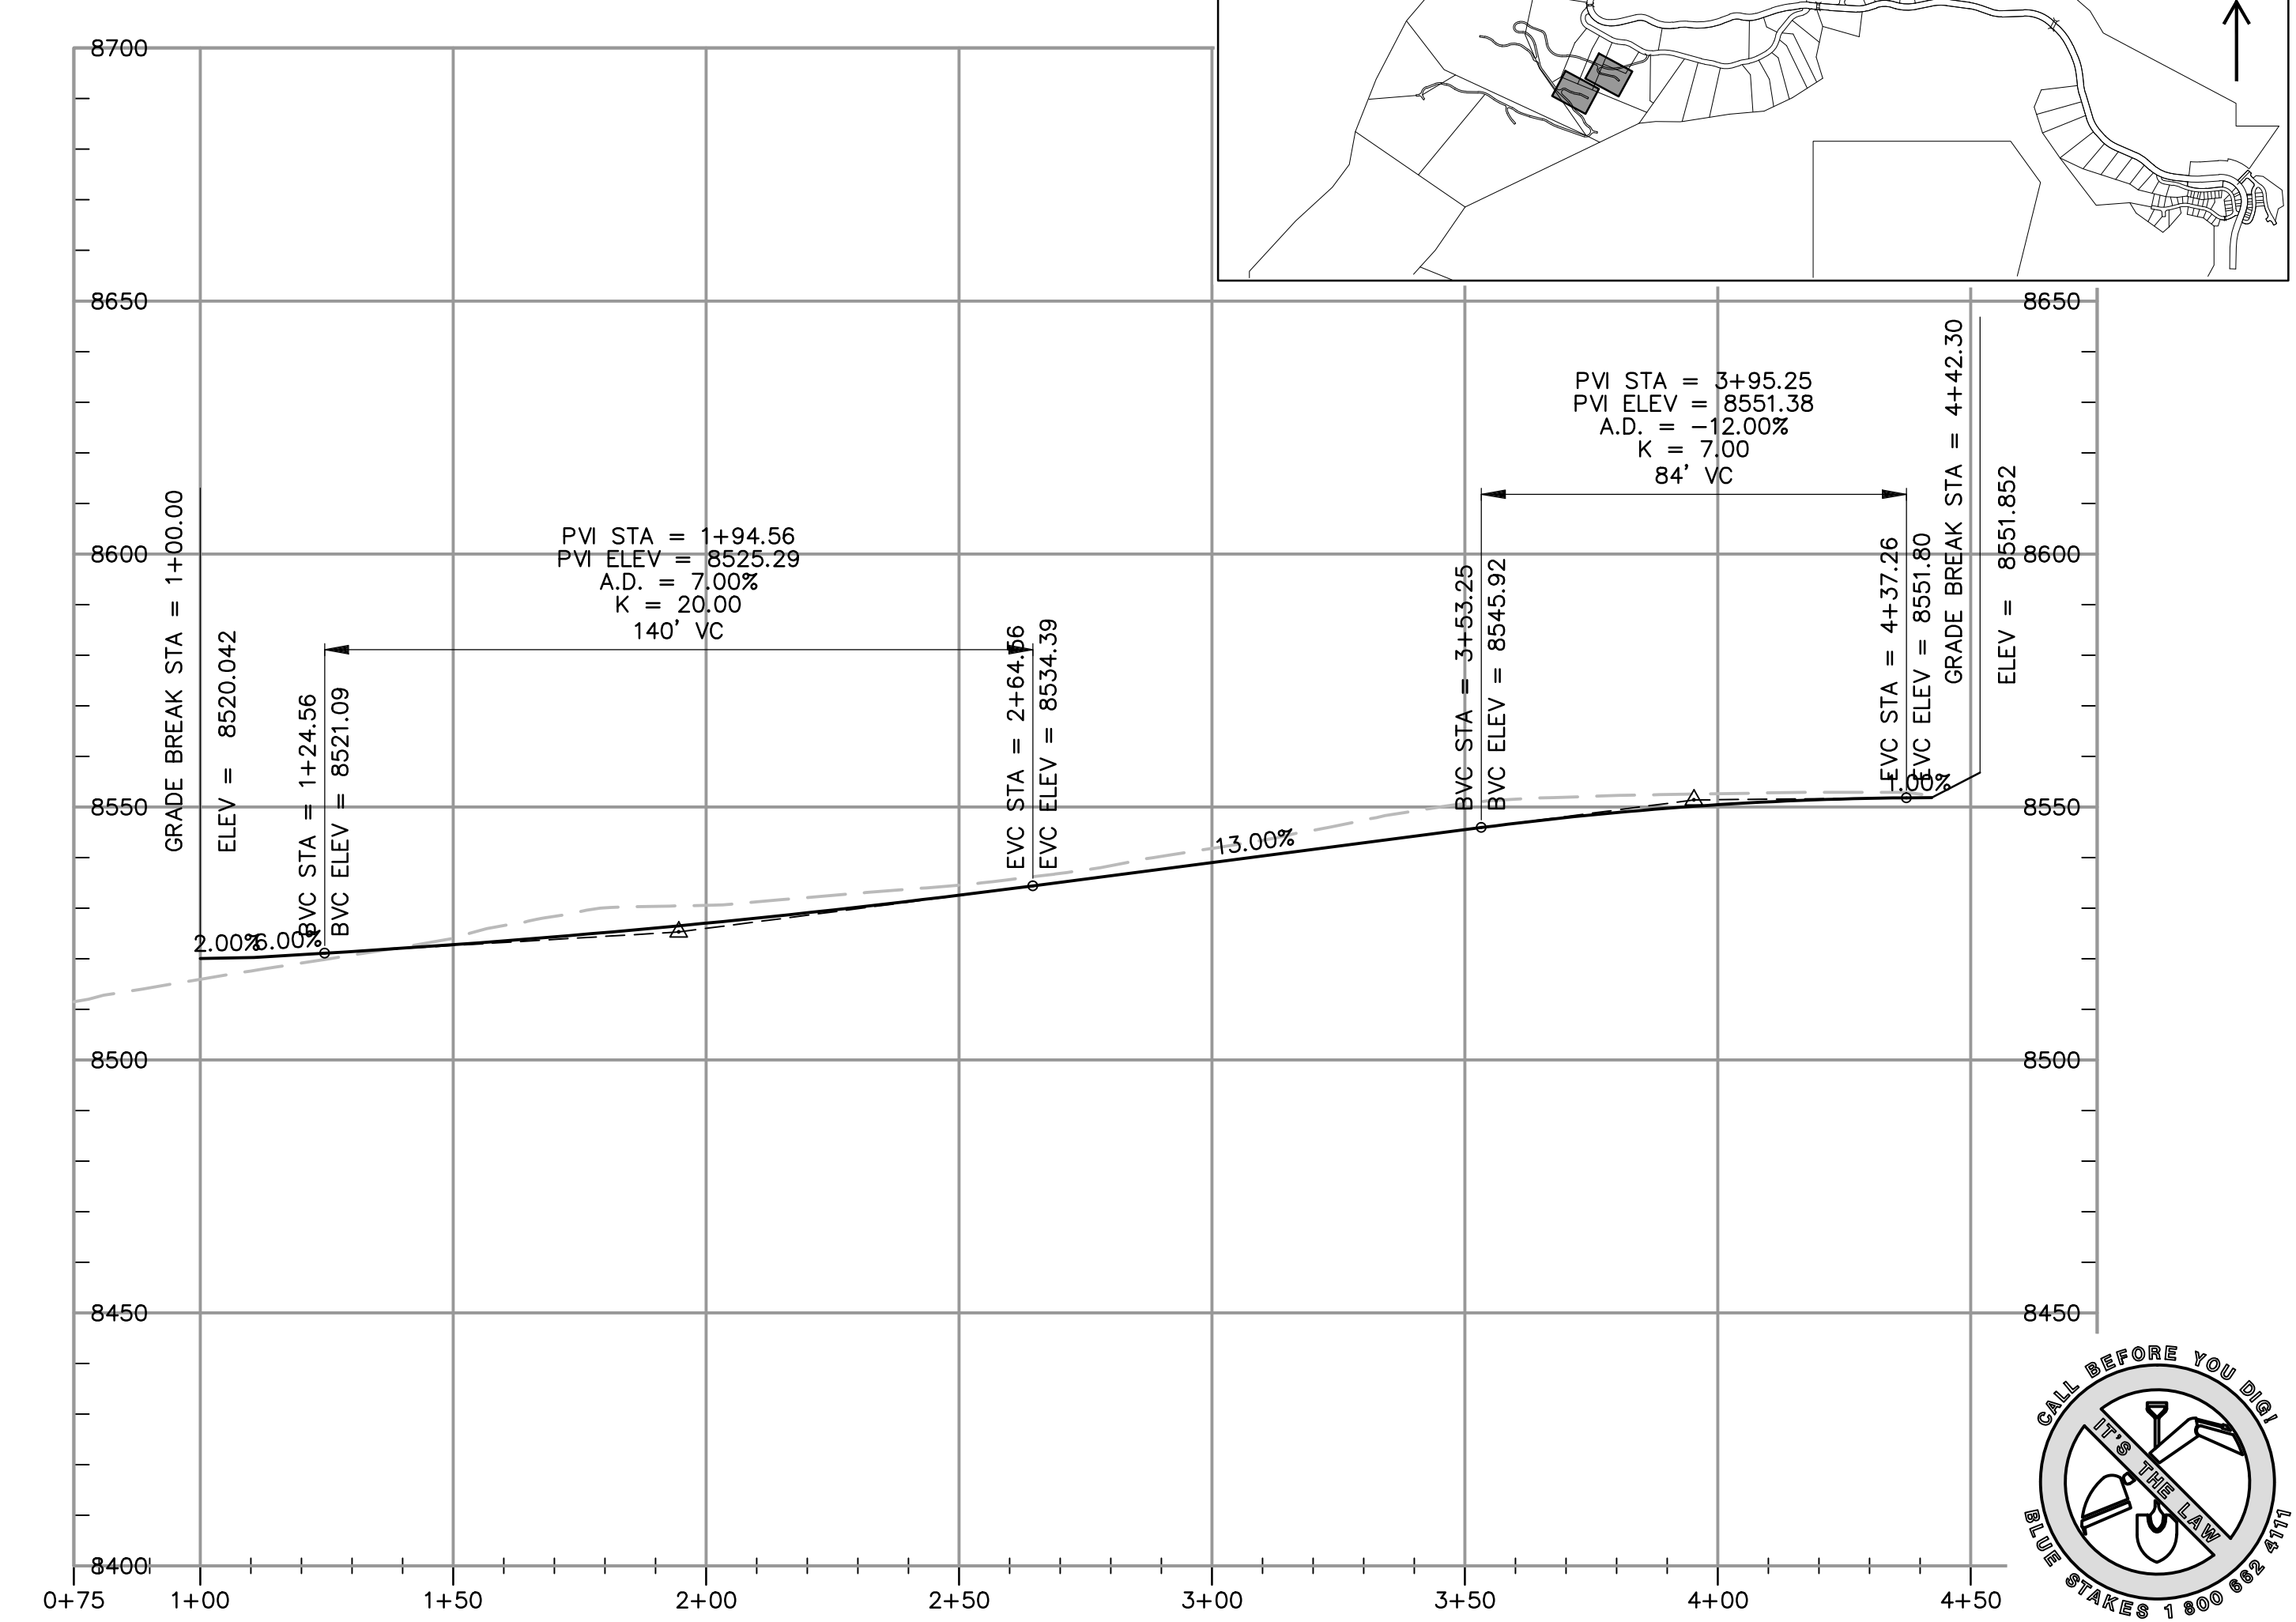 8700
8650
8650
GRADE BREAK STA = 4+42.30
ELEV = 8551.852
PVI STA = 3+95.25
PVI ELEV = 8551.38
A.D. = -12.00%
K = 7.00
84' VC
GRADE BREAK STA = 1+00.00
ELEV = 8520.042
PVI STA = 1+94.56
PVI ELEV = 8525.29
A.D. = 7.00%
K = 20.00
140' VC
8600
8600
BVC STA = 1+24.56
BVC ELEV = 8521.09
EVC STA = 2+64.56
EVC ELEV = 8534.39
BVC STA = 3+53.25
BVC ELEV = 8545.92
EVC STA = 4+37.26
EVC ELEV = 8551.80
8550
8550
1.00%
13.00%
2.00%
6.00%
8500
8500
8450
8450
8400
0+75
1+00
1+50
2+00
2+50
3+00
3+50
4+00
4+50
CALL BEFORE YOU DIG!
IT'S THE LAW
BLUE STAKES 1 800 662 4111